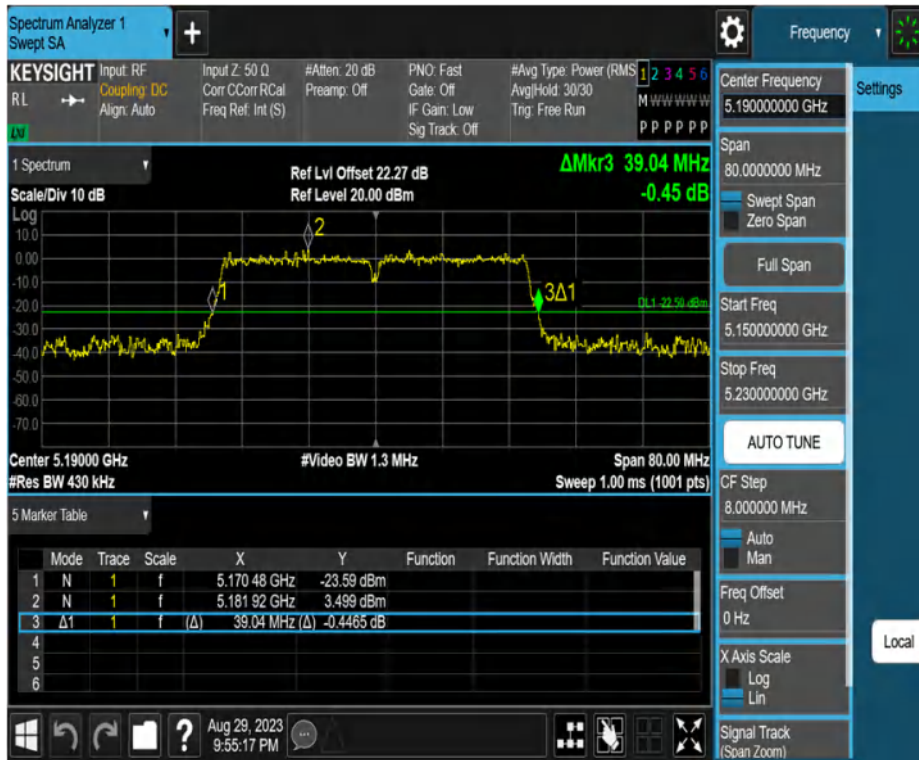 Spectrum Analyzer 1
Swept SA
Frequency
KEYSIGHT
RL
LXI
Input: RF
Coupling: DC
Align: Auto
Input Z: 50 Ω
Corr CCorr RCal
Freq Ref: Int (S)
#Atten: 20 dB
Preamp: Off
PNO: Fast
Gate: Off
IF Gain: Low
Sig Track: Off
#Avg Type: Power (RMS
Avg|Hold: 30/30
Trig: Free Run
1 2 3 4 5 6
M W W W W W
P P P P P P
1 Spectrum
Scale/Div 10 dB
Ref Lvl Offset 22.27 dB
Ref Level 20.00 dBm
ΔMkr3 39.04 MHz
-0.45 dB
Log
10.0
0.00
-10.0
-20.0
-30.0
-40.0
-50.0
-60.0
-70.0
2
1
3Δ1
DL1 -22.50 dBm
Center 5.19000 GHz
#Video BW 1.3 MHz
Span 80.00 MHz
#Res BW 430 kHz
Sweep 1.00 ms (1001 pts)
5 Marker Table
Mode Trace Scale X Y Function Function Width Function Value
1 N 1 f 5.170 48 GHz -23.59 dBm
2 N 1 f 5.181 92 GHz 3.499 dBm
3 Δ1 1 f (Δ) 39.04 MHz (Δ) -0.4465 dB
4
5
6
Aug 29, 2023
9:55:17 PM
Center Frequency
5.190000000 GHz
Span
80.0000000 MHz
Swept Span
Zero Span
Full Span
Start Freq
5.150000000 GHz
Stop Freq
5.230000000 GHz
AUTO TUNE
CF Step
8.000000 MHz
Auto
Man
Freq Offset
0 Hz
X Axis Scale
Log
Lin
Signal Track
(Span Zoom)
Settings
Local